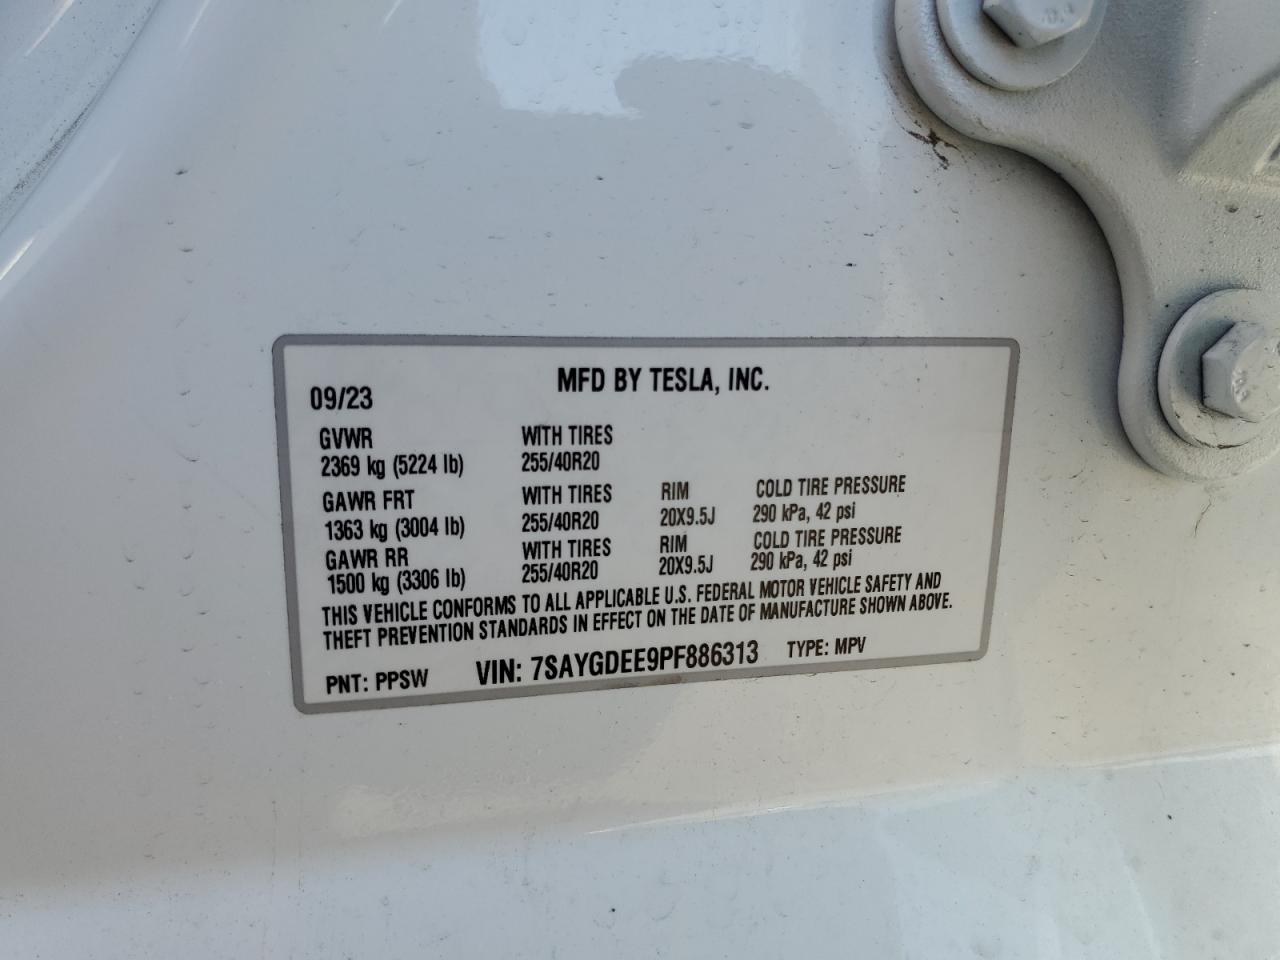 MFD BY TESLA, INC.
09/23
GVWR WITH TIRES
2369 kg (5224 lb) 255/40R20
GAWR FRT WITH TIRES RIM COLD TIRE PRESSURE
1363 kg (3004 lb) 255/40R20 20X9.5J 290 kPa, 42 psi
GAWR RR WITH TIRES RIM COLD TIRE PRESSURE
1500 kg (3306 lb) 255/40R20 20X9.5J 290 kPa, 42 psi
THIS VEHICLE CONFORMS TO ALL APPLICABLE U.S. FEDERAL MOTOR VEHICLE SAFETY AND
THEFT PREVENTION STANDARDS IN EFFECT ON THE DATE OF MANUFACTURE SHOWN ABOVE.
PNT: PPSW VIN: 7SAYGDEE9PF886313 TYPE: MPV